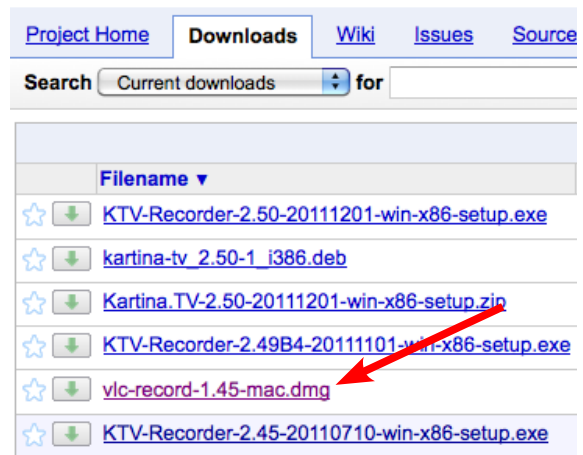 Project Home Downloads Wiki Issues Source
Search Current downloads for
Filename ▼
KTV-Recorder-2.50-20111201-win-x86-setup.exe
kartina-tv_2.50-1_i386.deb
Kartina.TV-2.50-20111201-win-x86-setup.zip
KTV-Recorder-2.49B4-20111101-win-x86-setup.exe
vlc-record-1.45-mac.dmg
KTV-Recorder-2.45-20110710-win-x86-setup.exe